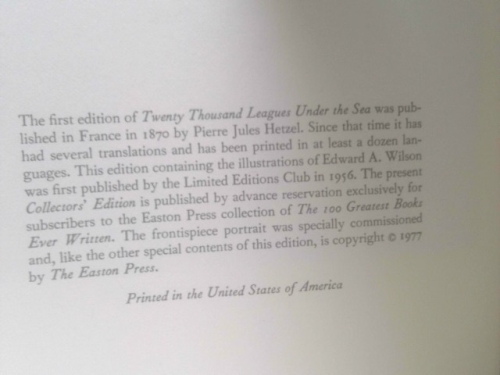 The first edition of Twenty Thousand Leagues Under the Sea was pub-
lished in France in 1870 by Pierre Jules Hetzel. Since that time it has
had several translations and has been printed in at least a dozen lan-
guages. This edition containing the illustrations of Edward A. Wilson
was first published by the Limited Editions Club in 1956. The present
Collectors' Edition is published by advance reservation exclusively for
subscribers to the Easton Press collection of The 100 Greatest Books
Ever Written. The frontispiece portrait was specially commissioned
and, like the other special contents of this edition, is copyright © 1977
by The Easton Press.
Printed in the United States of America